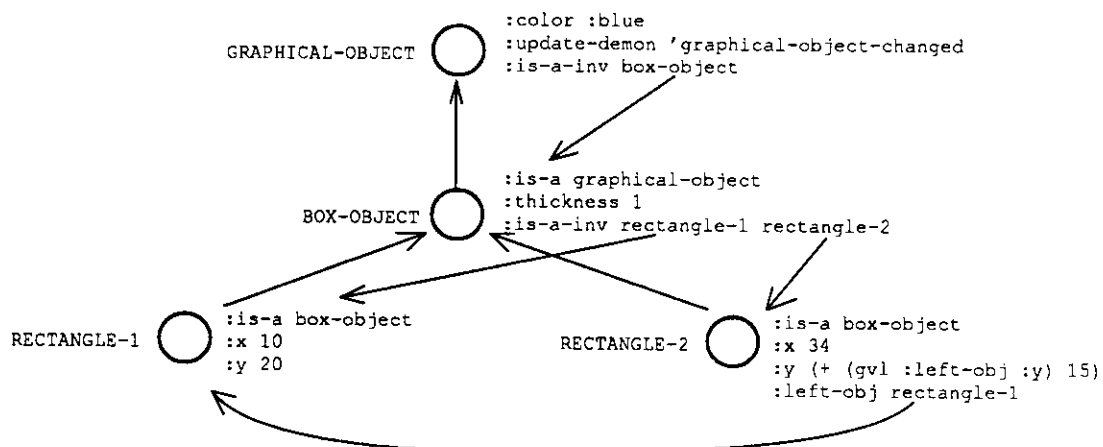 GRAPHICAL-OBJECT
:color :blue
:update-demon 'graphical-object-changed
:is-a-inv box-object
BOX-OBJECT
:is-a graphical-object
:thickness 1
:is-a-inv rectangle-1 rectangle-2
RECTANGLE-1
:is-a box-object
:x 10
:y 20
RECTANGLE-2
:is-a box-object
:x 34
:y (+ (gvl :left-obj :y) 15)
:left-obj rectangle-1